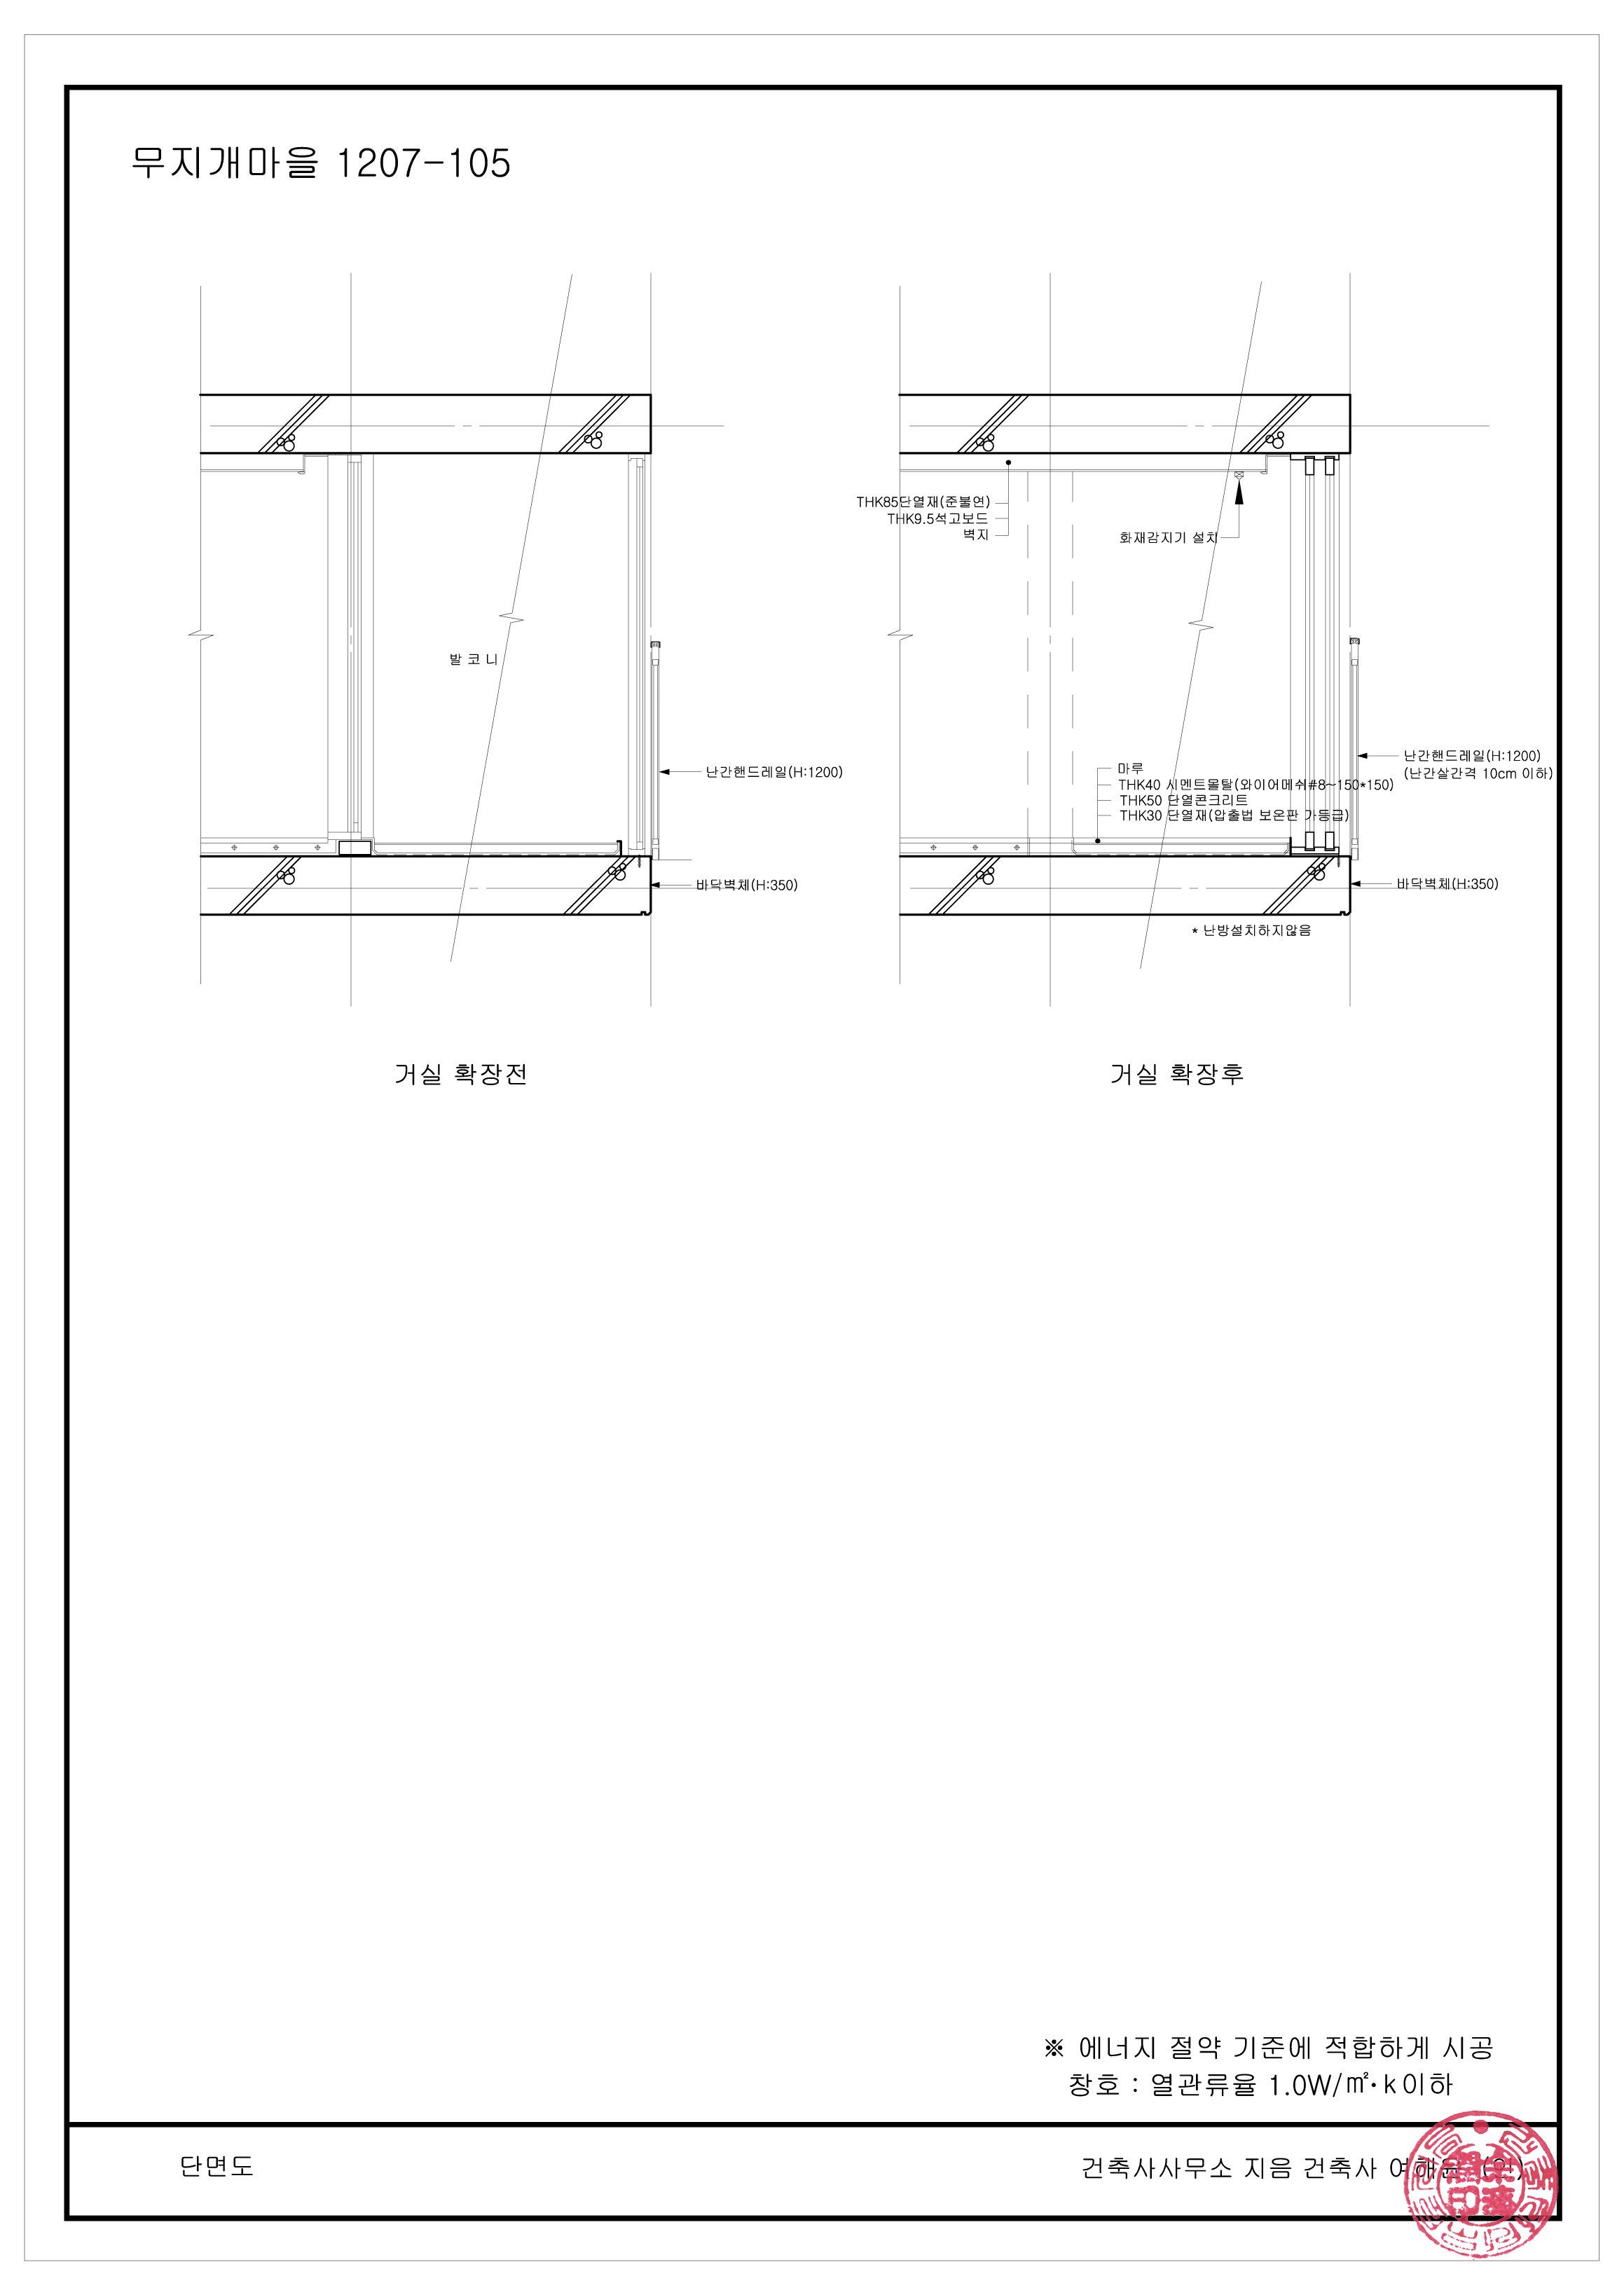 무지개마을 1207-105
발 코 니
난간핸드레일(H:1200)
바닥벽체(H:350)
거실 확장전
THK85단열재(준불연)
THK9.5석고보드
벽지
화재감지기 설치
난간핸드레일(H:1200)
(난간살간격 10cm 이하)
마루
THK40 시멘트몰탈(와이어메쉬#8~150*150)
THK50 단열콘크리트
THK30 단열재(압출법 보온판 가등급)
바닥벽체(H:350)
* 난방설치하지않음
거실 확장후
※ 에너지 절약 기준에 적합하게 시공
창호 : 열관류율 1.0W/㎡·k이하
단면도
건축사사무소 지음 건축사 여해윤 (인)